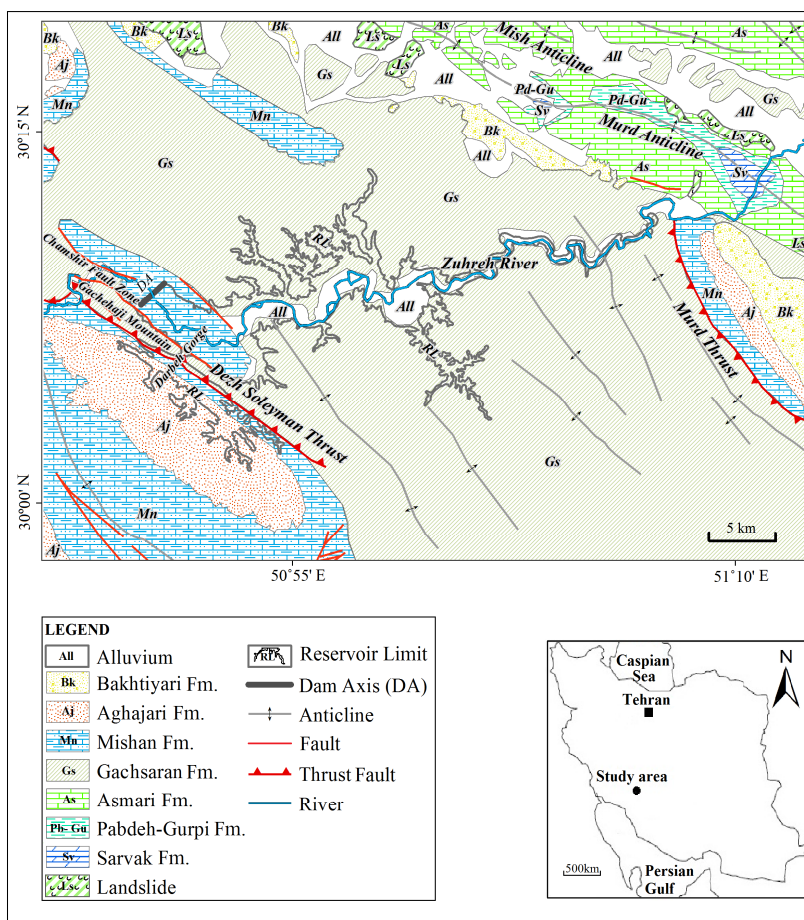 Bk
Bk
Ls
Bk
All
Ls
As
Mish Anticline
As
Aj
Gs
Ls
All
All
Gs
Mn
Mn
Pd-Gu
Pd-Gu
Sv
All
Ls
30°15' N
Bk
Murd Anticline
All
Sv
Gs
As
Gs
RL
Zuhreh River
Ls
Chamshir Fault Zone
DA
Gachehaji Mountain
All
All
Mn
Aj
Bk
Darbeh Gorge
RL
Murd Thrust
RL
Dezh Soleyman Thrust
Aj
Gs
30°00' N
Mn
Aj
5 km
50°55' E
51°10' E
LEGEND
All Alluvium
Bk Bakhtiyari Fm.
Aj Aghajari Fm.
Mn Mishan Fm.
Gs Gachsaran Fm.
As Asmari Fm.
Pb- Gu Pabdeh-Gurpi Fm.
Sv Sarvak Fm.
Ls Landslide
RL Reservoir Limit
Dam Axis (DA)
Anticline
Fault
Thrust Fault
River
Caspian
Sea
N
Tehran
Study area
500km
Persian
Gulf